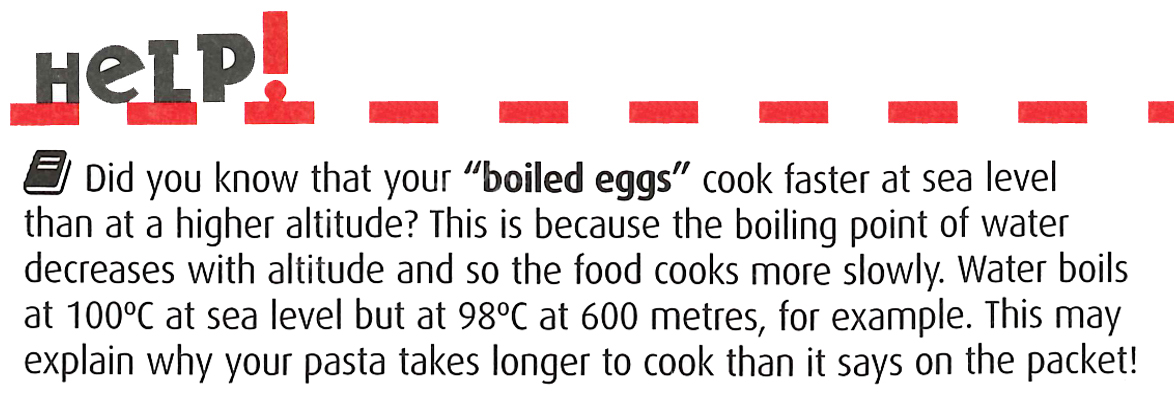 HeLP!
Did you know that your “boiled eggs” cook faster at sea level
than at a higher altitude? This is because the boiling point of water
decreases with altitude and so the food cooks more slowly. Water boils
at 100ºC at sea level but at 98ºC at 600 metres, for example. This may
explain why your pasta takes longer to cook than it says on the packet!